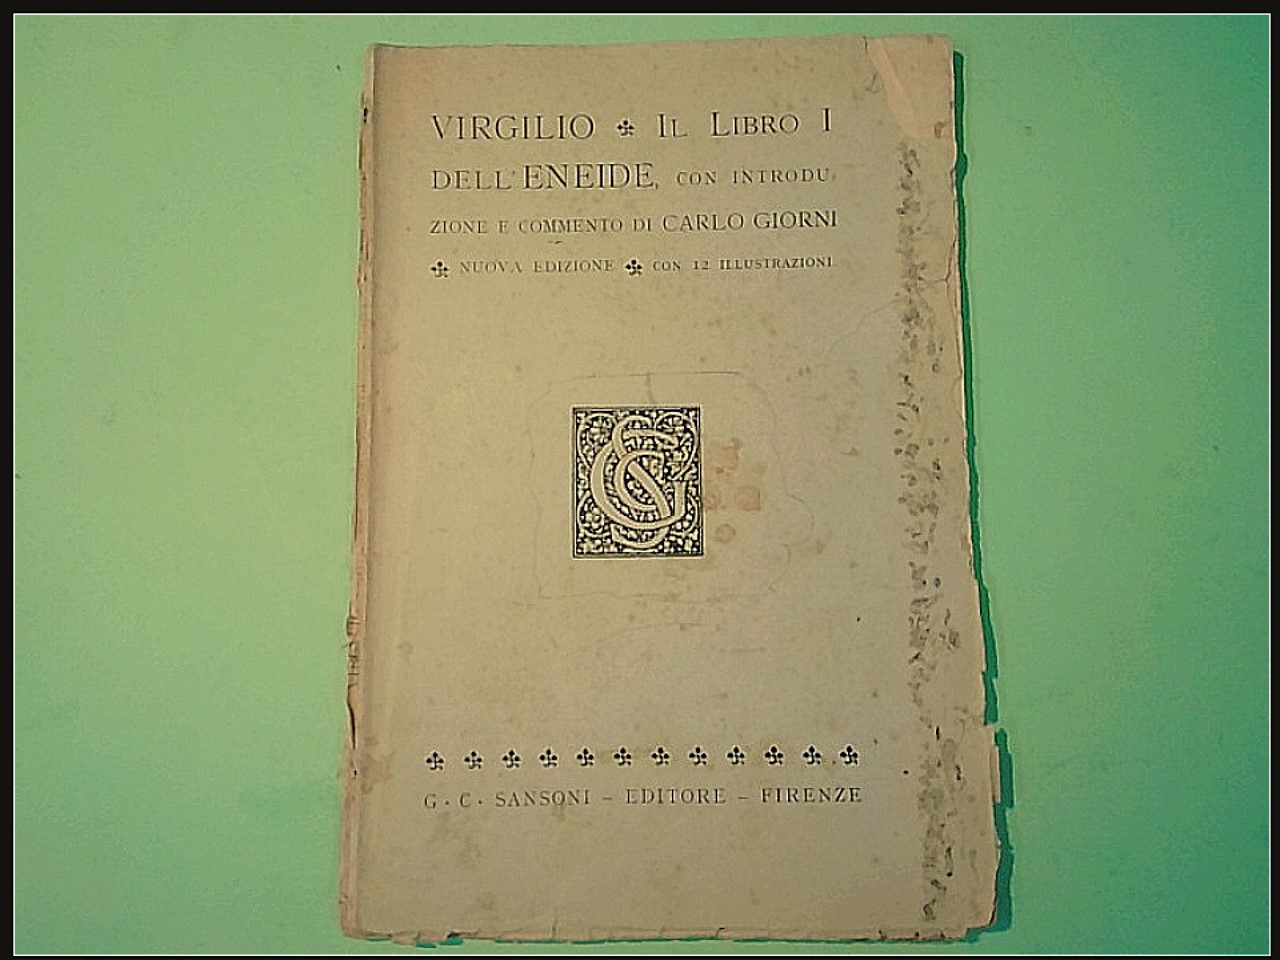 VIRGILIO ✤ IL LIBRO I
DELL' ENEIDE, CON INTRODU-
ZIONE E COMMENTO DI CARLO GIORNI
✤ NUOVA EDIZIONE ✤ CON 12 ILLUSTRAZIONI
GCS
G. C. SANSONI – EDITORE – FIRENZE